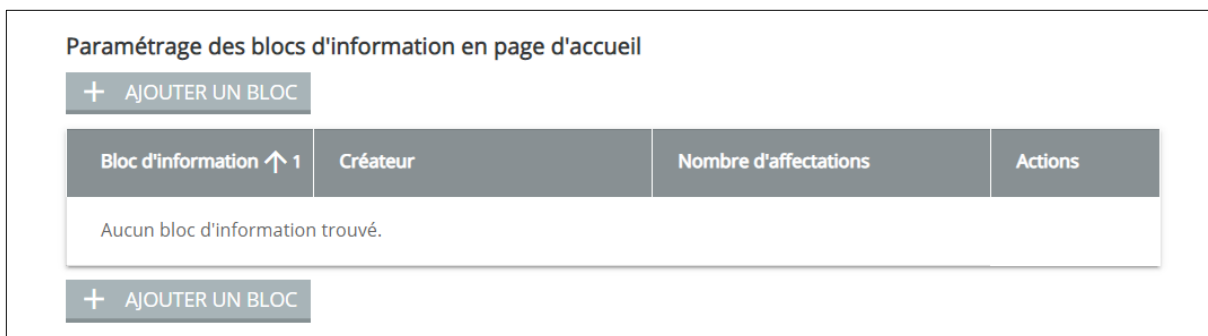 Paramétrage des blocs d'information en page d'accueil
+ AJOUTER UN BLOC
Bloc d'information ↑ 1 Créateur Nombre d'affectations Actions
Aucun bloc d'information trouvé.
+ AJOUTER UN BLOC